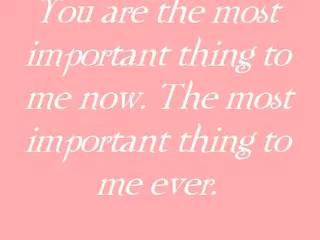 You are the most
important thing to
me now. The most
important thing to
me ever.